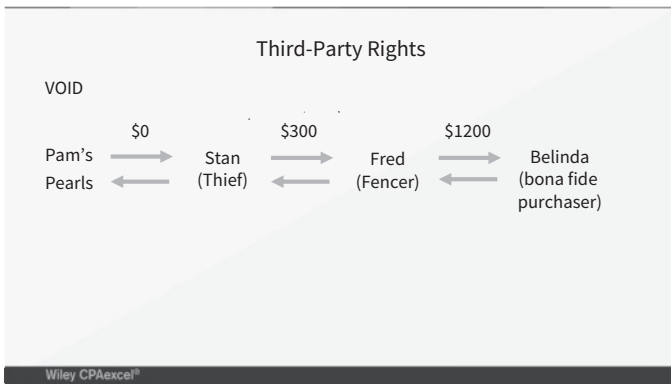 Third-Party Rights
VOID
$0 $300 $1200
Pam's Stan Fred Belinda
Pearls (Thief) (Fencer) (bona fide
purchaser)
Wiley CPAexcel®